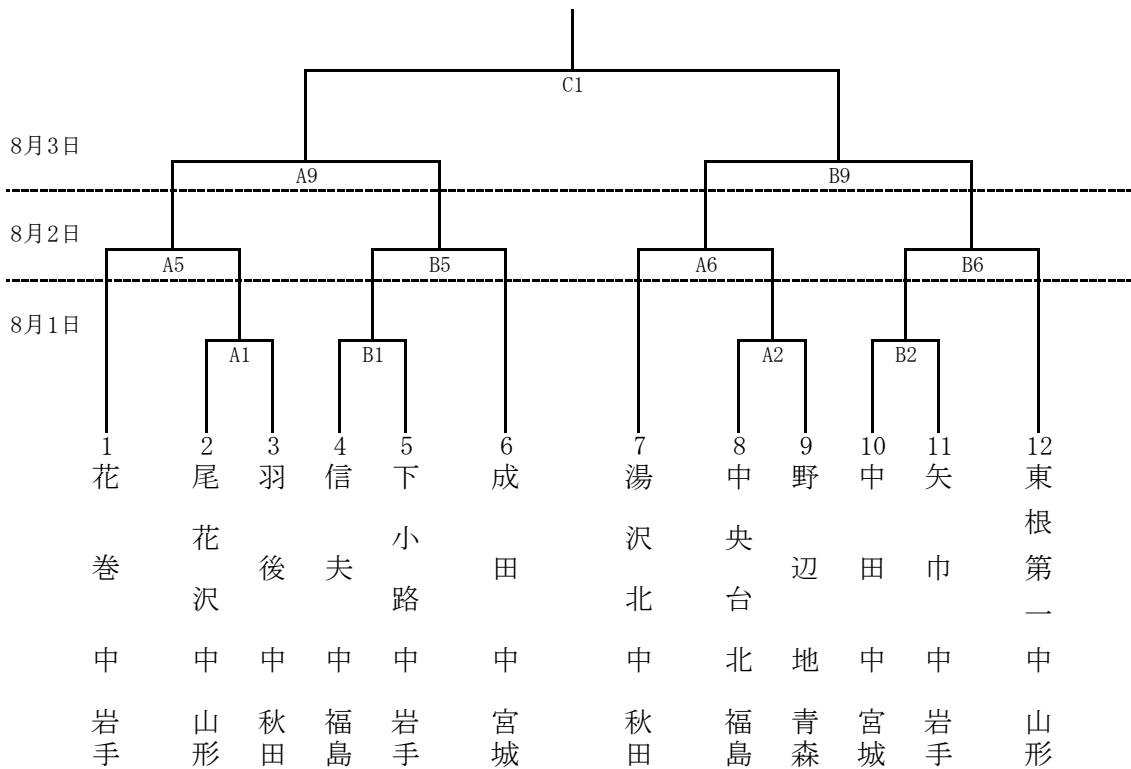 C1
8月3日
A9
B9
8月2日
A5
B5
A6
B6
8月1日
A1
B1
A2
B2
1
2
3
4
5
6
7
8
9
10
11
12
花巻中 岩手
尾花沢中 山形
羽後中 秋田
信夫中 福島
下小路中 岩手
成田中 宮城
湯沢北中 秋田
中央台北 福島
野辺地 青森
中田中 宮城
矢巾中 岩手
東根第一中 山形